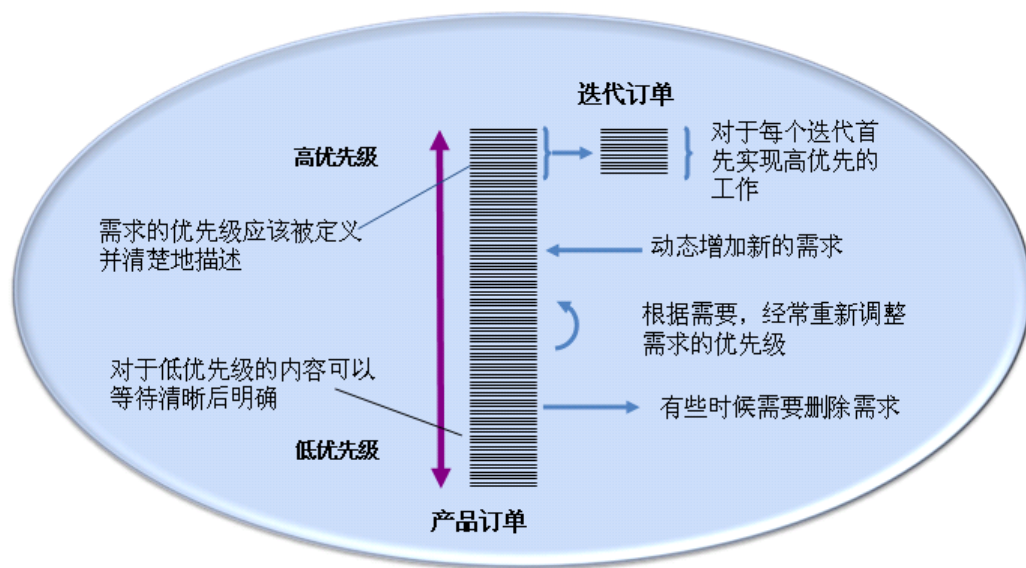 迭代订单
高优先级
对于每个迭代首
先实现高优先的
工作
需求的优先级应该被定义
并清楚地描述
动态增加新的需求
根据需要，经常重新调整
需求的优先级
对于低优先级的内容可以
等待清晰后明确
有些时候需要删除需求
低优先级
产品订单